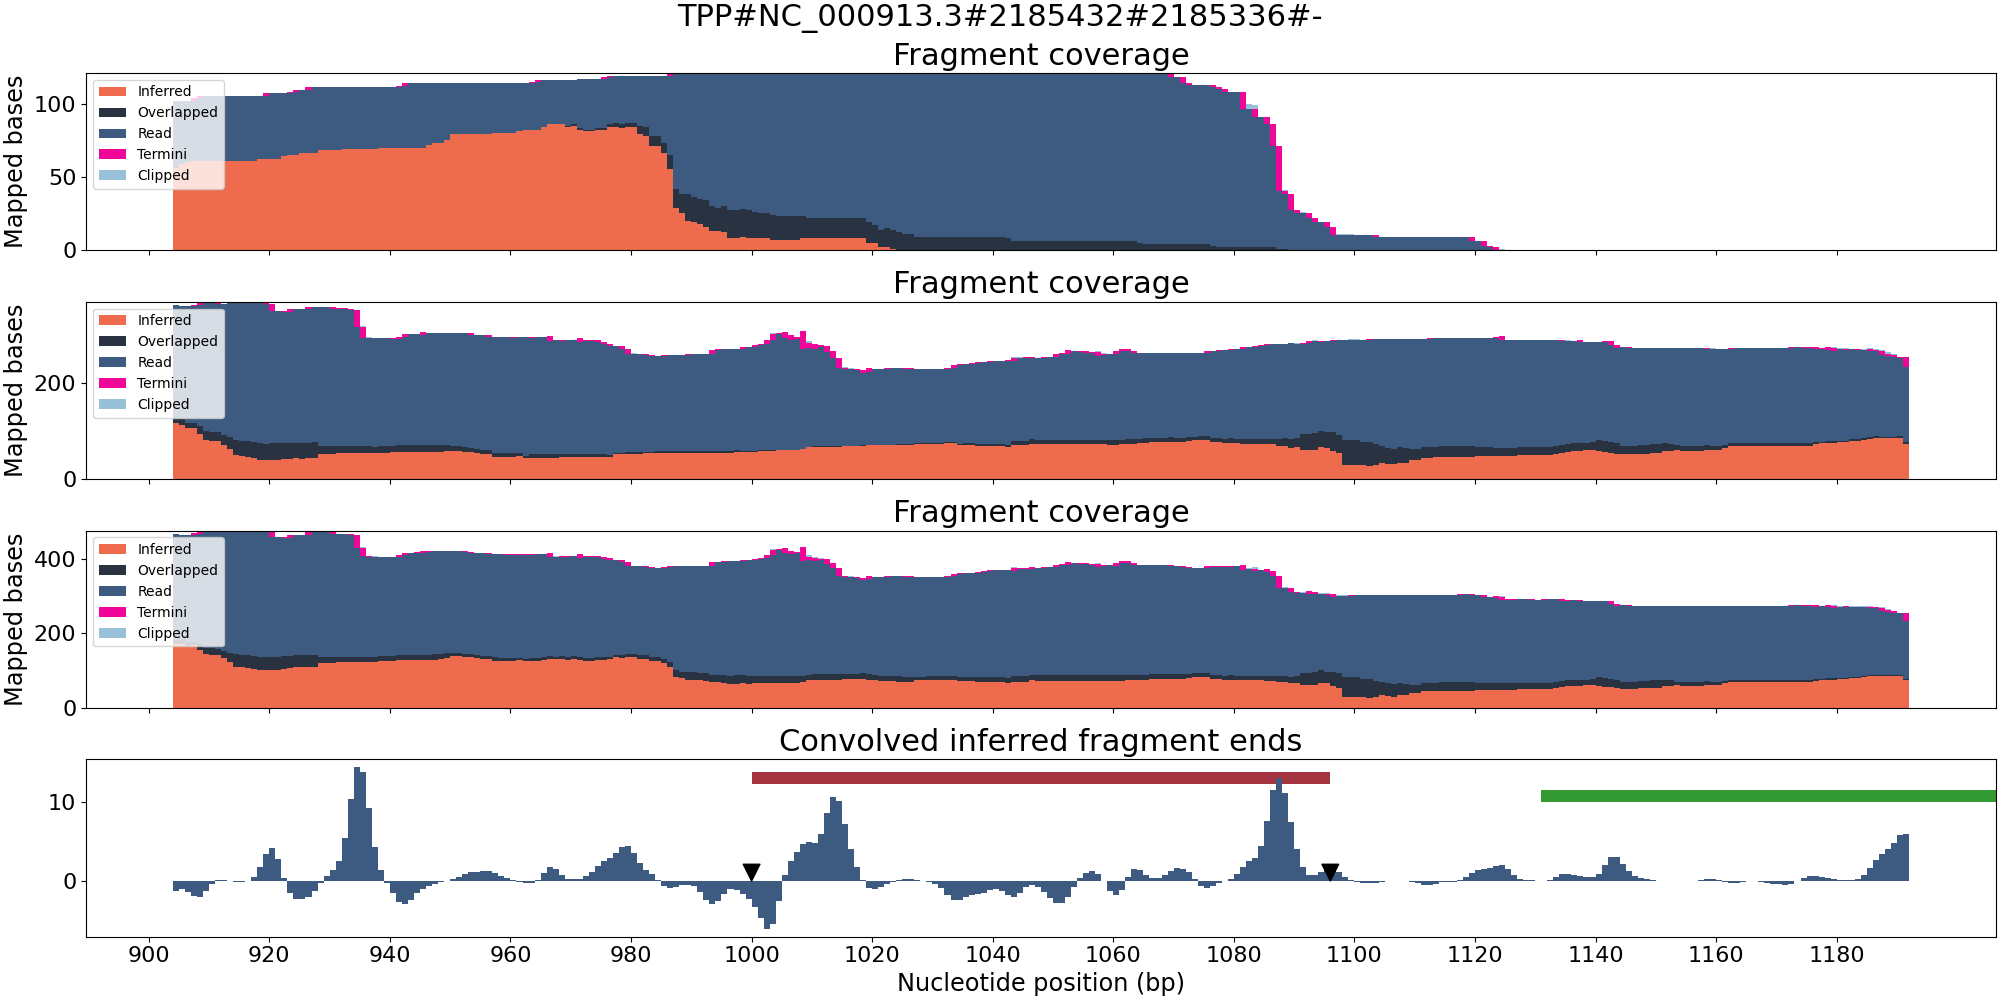 TPP#NC_000913.3#2185432#2185336#-
Fragment coverage
Mapped bases
100
50
0
Inferred
Overlapped
Read
Termini
Clipped
Fragment coverage
Mapped bases
200
0
Inferred
Overlapped
Read
Termini
Clipped
Fragment coverage
Mapped bases
400
200
0
Inferred
Overlapped
Read
Termini
Clipped
Convolved inferred fragment ends
10
0
900 920 940 960 980 1000 1020 1040 1060 1080 1100 1120 1140 1160 1180
Nucleotide position (bp)